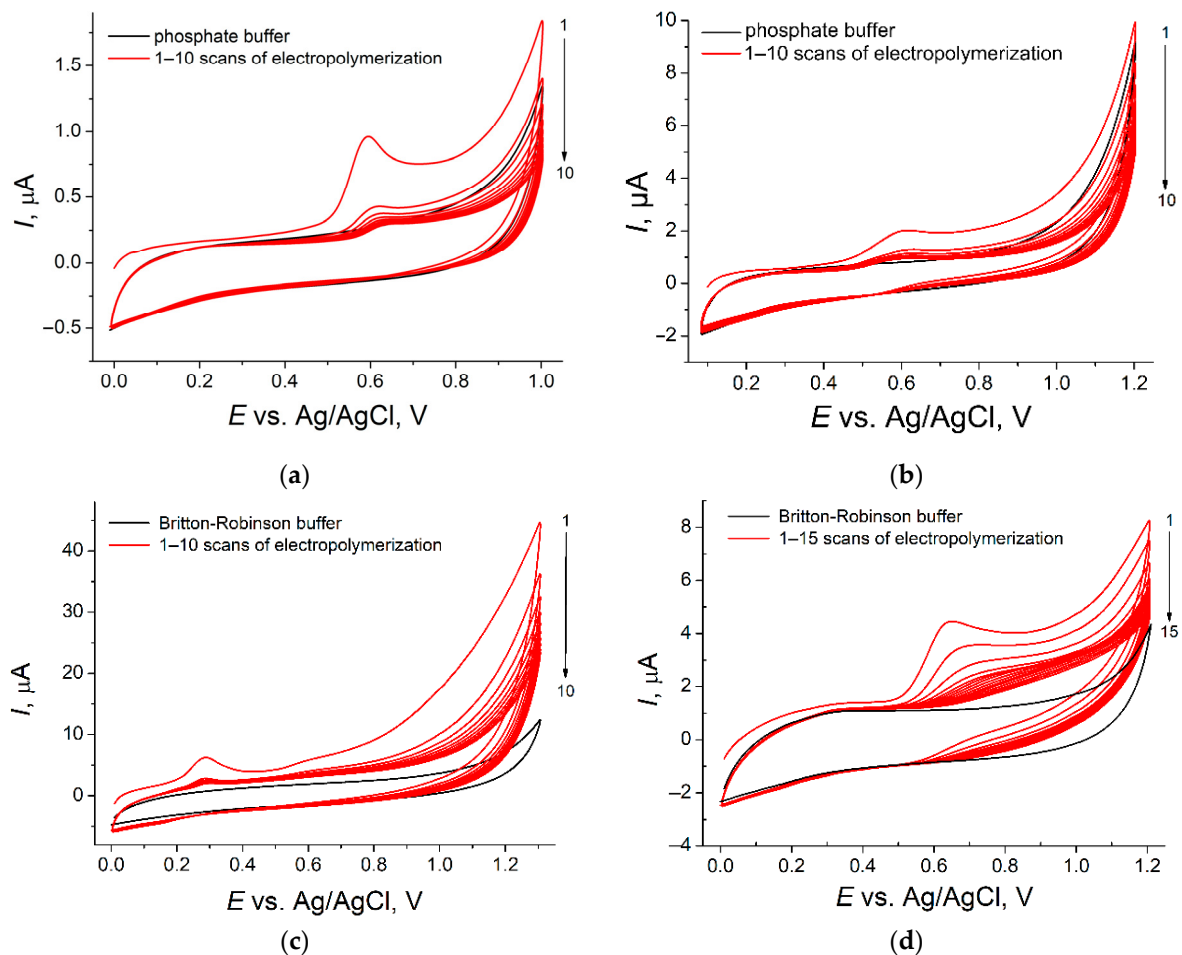 (a)
phosphate buffer
1–10 scans of electropolymerization
1
10
I, µA
1.5
1.0
0.5
0.0
−0.5
0.0 0.2 0.4 0.6 0.8 1.0
E vs. Ag/AgCl, V
(b)
phosphate buffer
1–10 scans of electropolymerization
1
10
I, µA
10
8
6
4
2
0
−2
0.2 0.4 0.6 0.8 1.0 1.2
E vs. Ag/AgCl, V
(c)
Britton-Robinson buffer
1–10 scans of electropolymerization
1
10
I, µA
40
30
20
10
0
0.0 0.2 0.4 0.6 0.8 1.0 1.2
E vs. Ag/AgCl, V
(d)
Britton-Robinson buffer
1–15 scans of electropolymerization
1
15
I, µA
8
6
4
2
0
−2
−4
0.0 0.2 0.4 0.6 0.8 1.0 1.2
E vs. Ag/AgCl, V